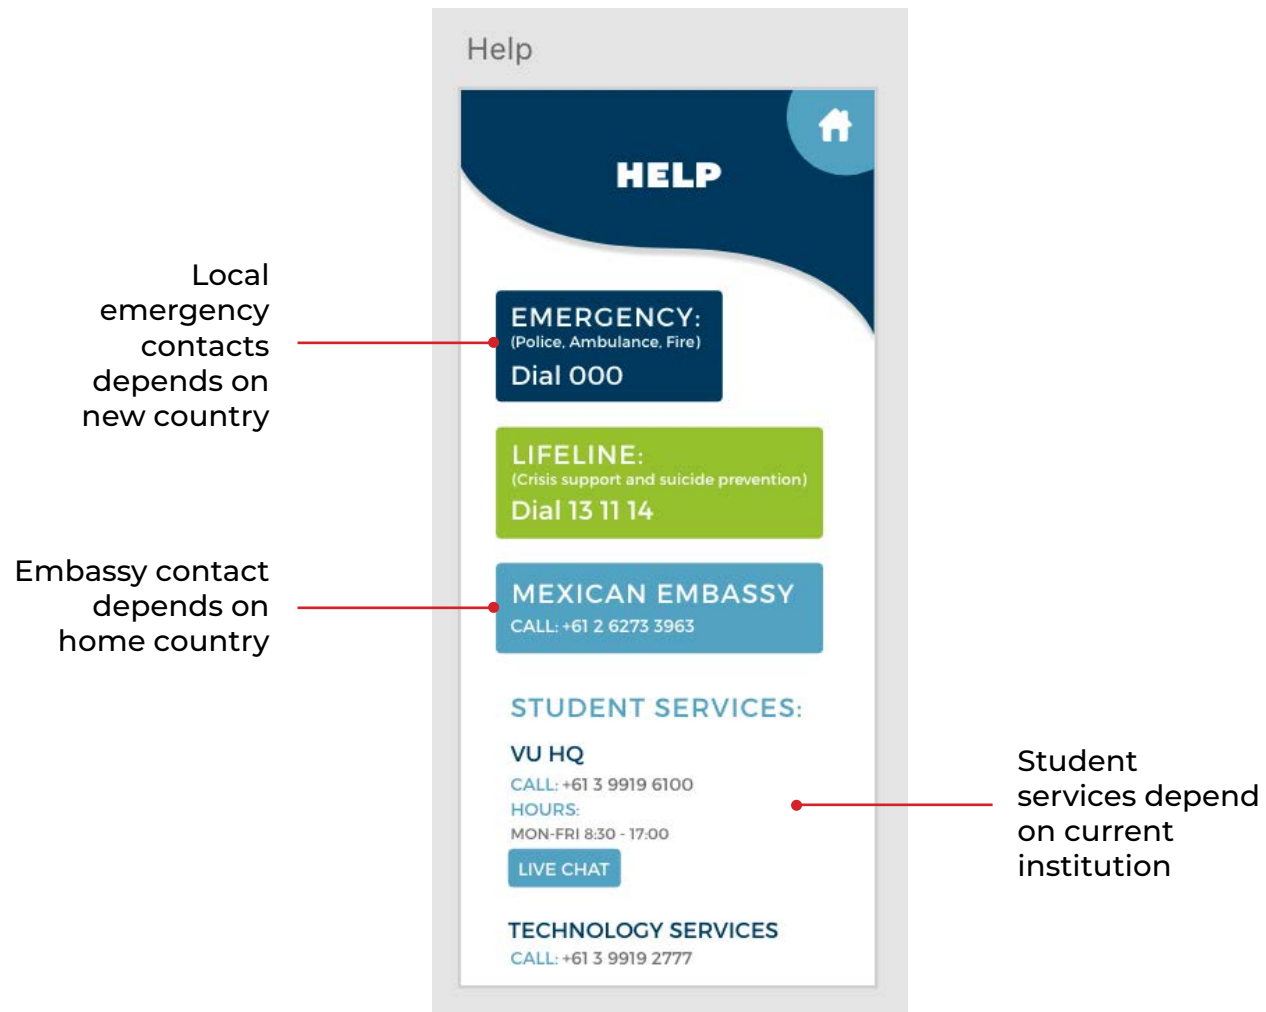 Help
HELP
Local
emergency
contacts
depends on
new country
EMERGENCY:
(Police, Ambulance, Fire)
Dial 000
LIFELINE:
(Crisis support and suicide prevention)
Dial 13 11 14
Embassy contact
depends on
home country
MEXICAN EMBASSY
CALL: +61 2 6273 3963
STUDENT SERVICES:
VU HQ
CALL: +61 3 9919 6100
HOURS:
MON-FRI 8:30 - 17:00
LIVE CHAT
Student
services depend
on current
institution
TECHNOLOGY SERVICES
CALL: +61 3 9919 2777